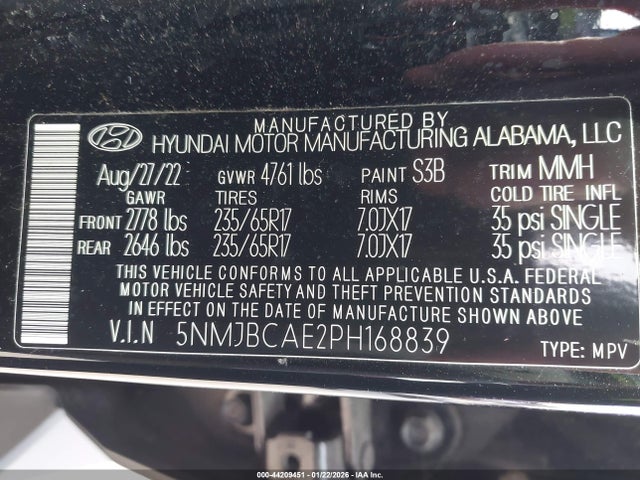 MANUFACTURED BY
HYUNDAI MOTOR MANUFACTURING ALABAMA, LLC
Aug/27/22 GVWR 4761 lbs PAINT S3B TRIM MMH
GAWR TIRES RIMS COLD TIRE INFL
FRONT 2778 lbs 235/65R17 7.0JX17 35 psi SINGLE
REAR 2646 lbs 235/65R17 7.0JX17 35 psi SINGLE
THIS VEHICLE CONFORMS TO ALL APPLICABLE U.S.A. FEDERAL
MOTOR VEHICLE SAFETY AND THEFT PREVENTION STANDARDS
IN EFFECT ON THE DATE OF MANUFACTURE SHOWN ABOVE
V.I.N 5NMJBCAE2PH168839 TYPE: MPV
000-44209451 - 01/22/2026 - IAA Inc.